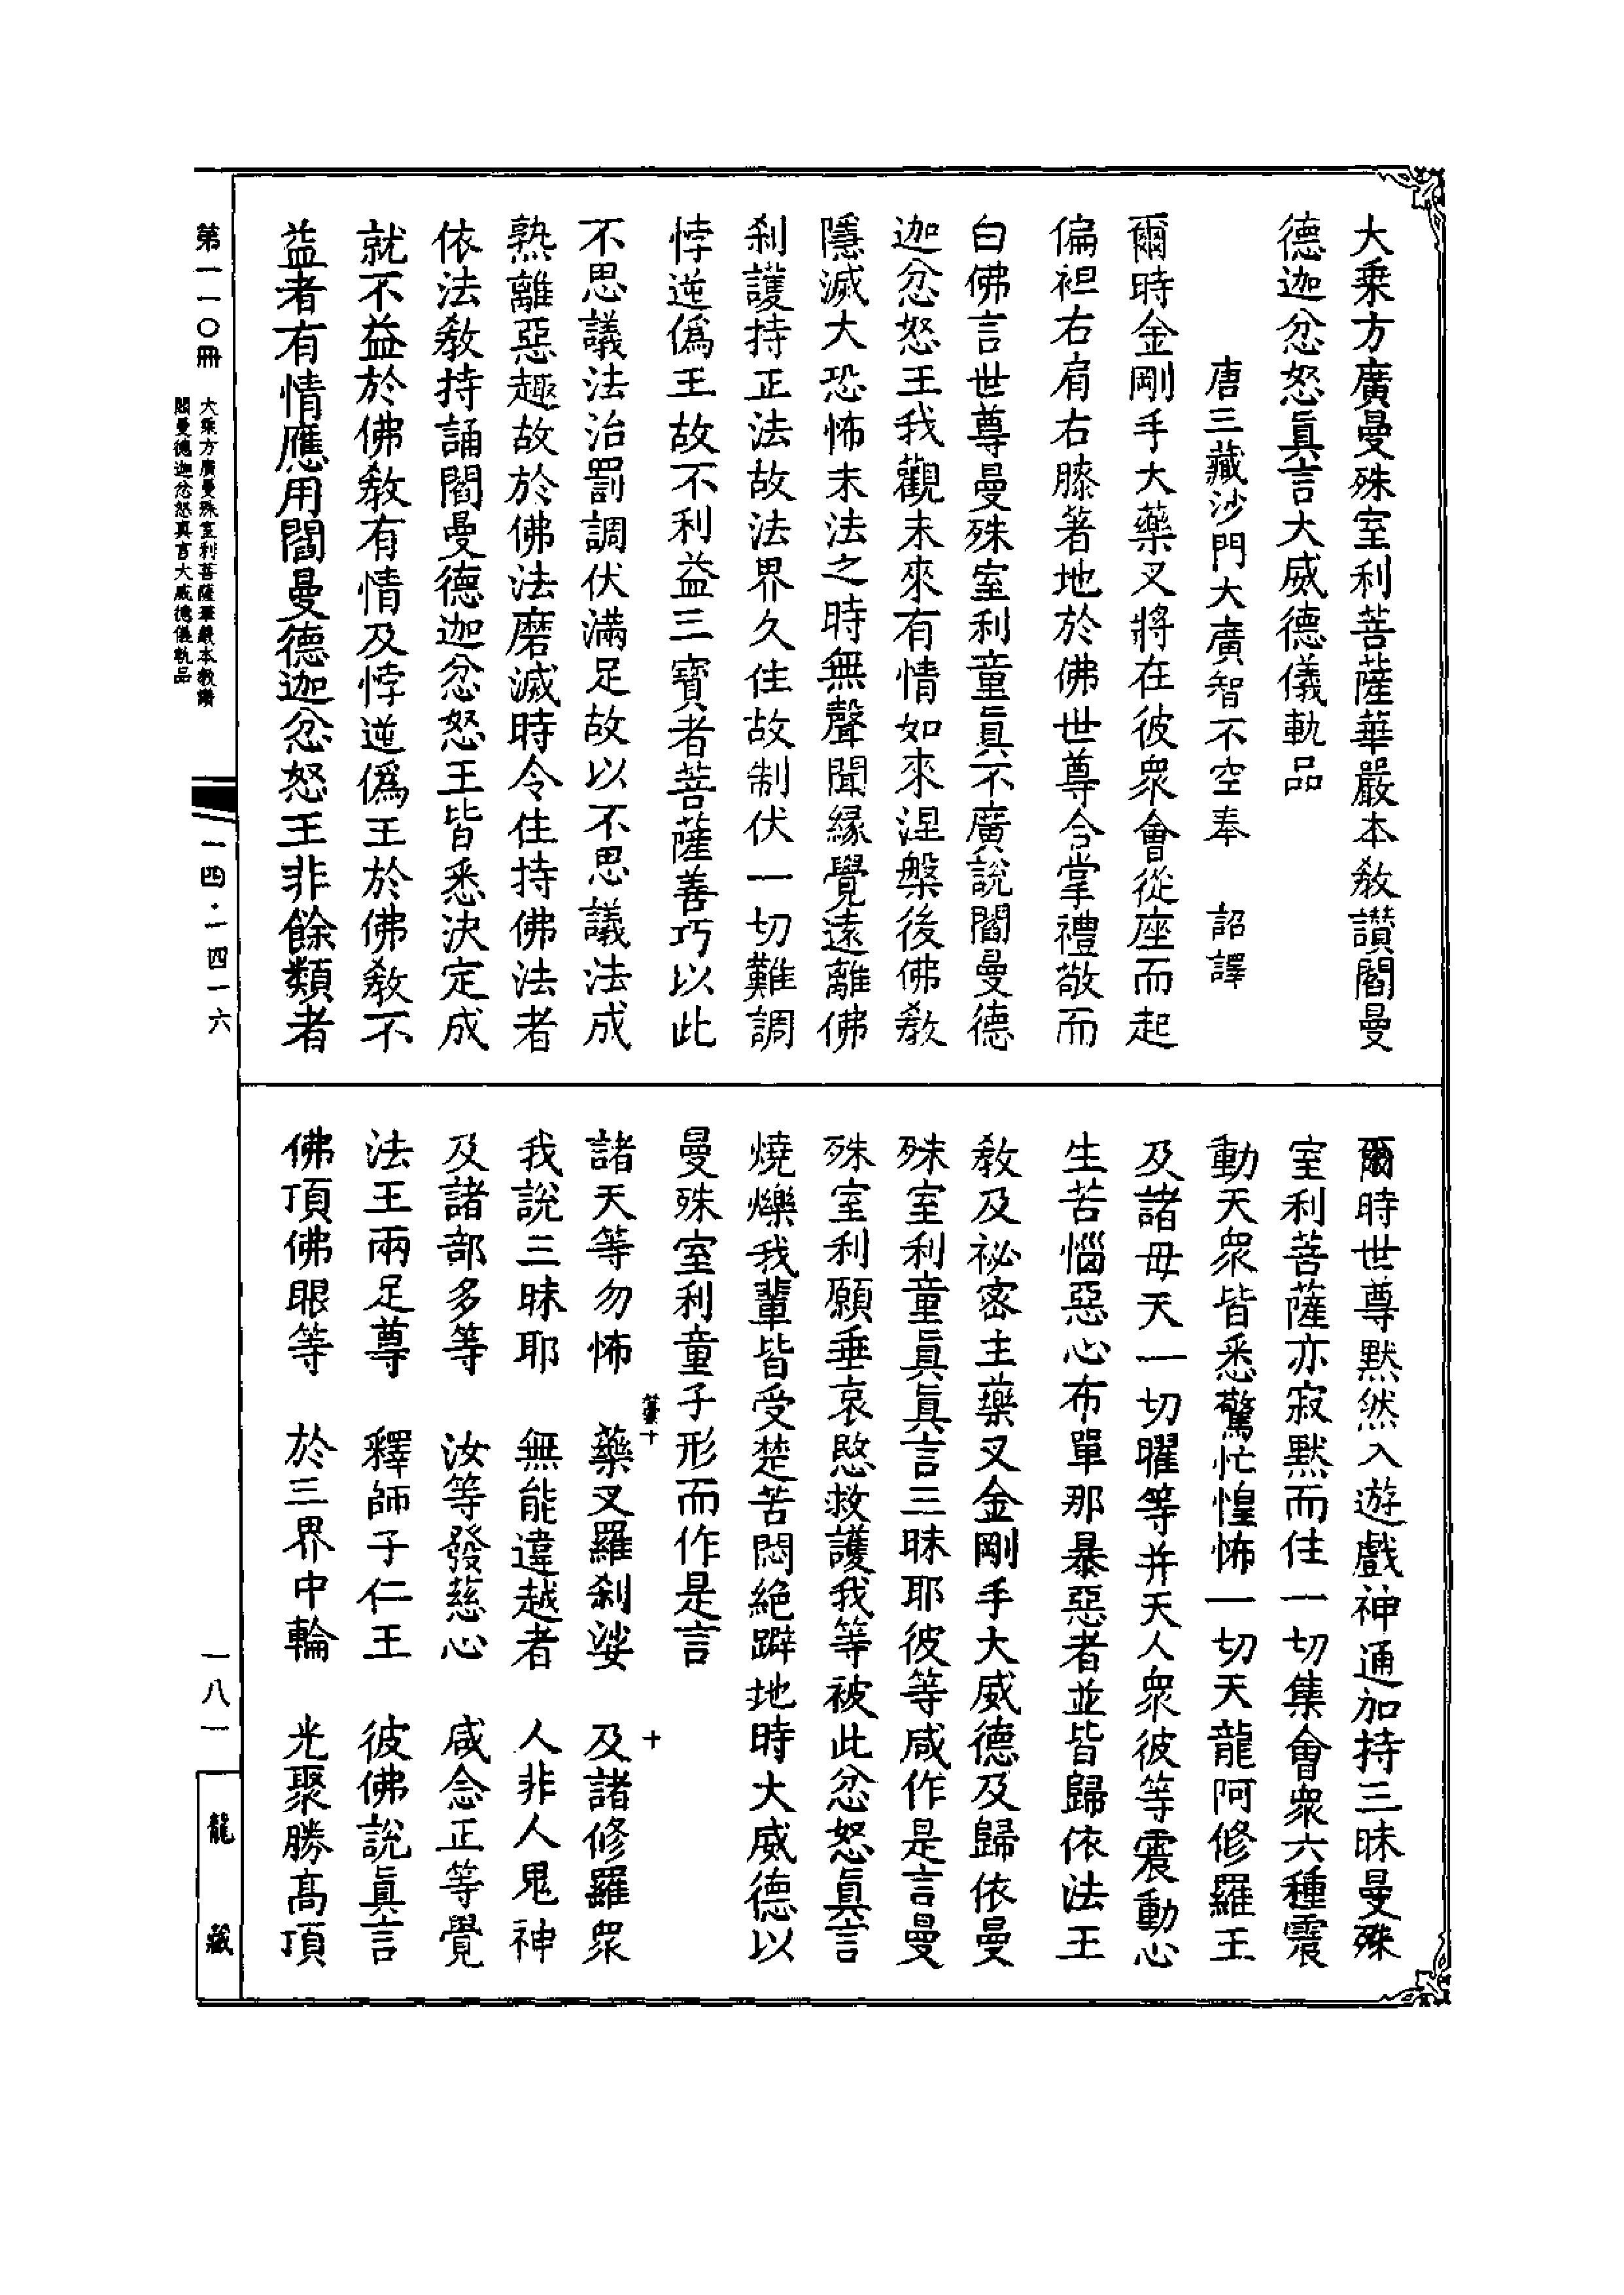 大乗方廣曼殊室利菩薩華嚴本教讃閻曼
德迦忿怒眞言大威德儀軌品
唐三藏沙門大廣智不空奉　詔譯
爾時金剛手大藥叉將在彼衆會從座而起
偏袒右肩右膝著地於佛世尊合掌禮敬而
白佛言世尊曼殊室利童眞不廣説閻曼德
迦忿怒王我觀未來有情如來涅槃後佛教
隱滅大恐怖末法之時無聲聞緣覺遠離佛
刹護持正法故法界久住故制伏一切難調
悖逆偽王故不利益三寳者菩薩善巧以此
不思議法治罰調伏滿足故以不思議法成
熟離惡趣故於佛法磨滅時令住持佛法者
依法教持誦閻曼德迦忿怒王皆悉決定成
就不益於佛教有情及悖逆偽王於佛教不
益者有情應用閻曼德迦忿怒王非餘類者
爾時世尊默然入遊戲神通加持三昧曼殊
室利菩薩亦寂默而住一切集會衆六種震
動天衆皆悉驚忙惶怖一切天龍阿修羅王
及諸母天一切曜等并天人衆彼等震動心
生苦惱惡心布單那暴惡者並皆歸依法王
教及祕密主藥叉金剛手大威德及歸依曼
殊室利童眞眞言三昧耶彼等咸作是言曼
殊室利願垂哀愍救護我等被此忿怒眞言
燒爍我輩皆受楚苦悶絶躃地時大威德以
曼殊室利童子形而作是言
諸天等勿怖　藥叉羅刹娑　及諸修羅衆
我説三昧耶　無能違越者　人非人鬼神
及諸部多等　汝等發慈心　咸念正等覺
法王兩足尊　釋師子仁王　彼佛説眞言
佛頂佛眼等　於三界中輪　光聚勝高頂
第一一〇冊
大乘方廣曼殊室利菩薩華嚴本教讃
閻曼德迦忿怒真言大威德儀軌品
一四·一四一六
一八一
龍藏